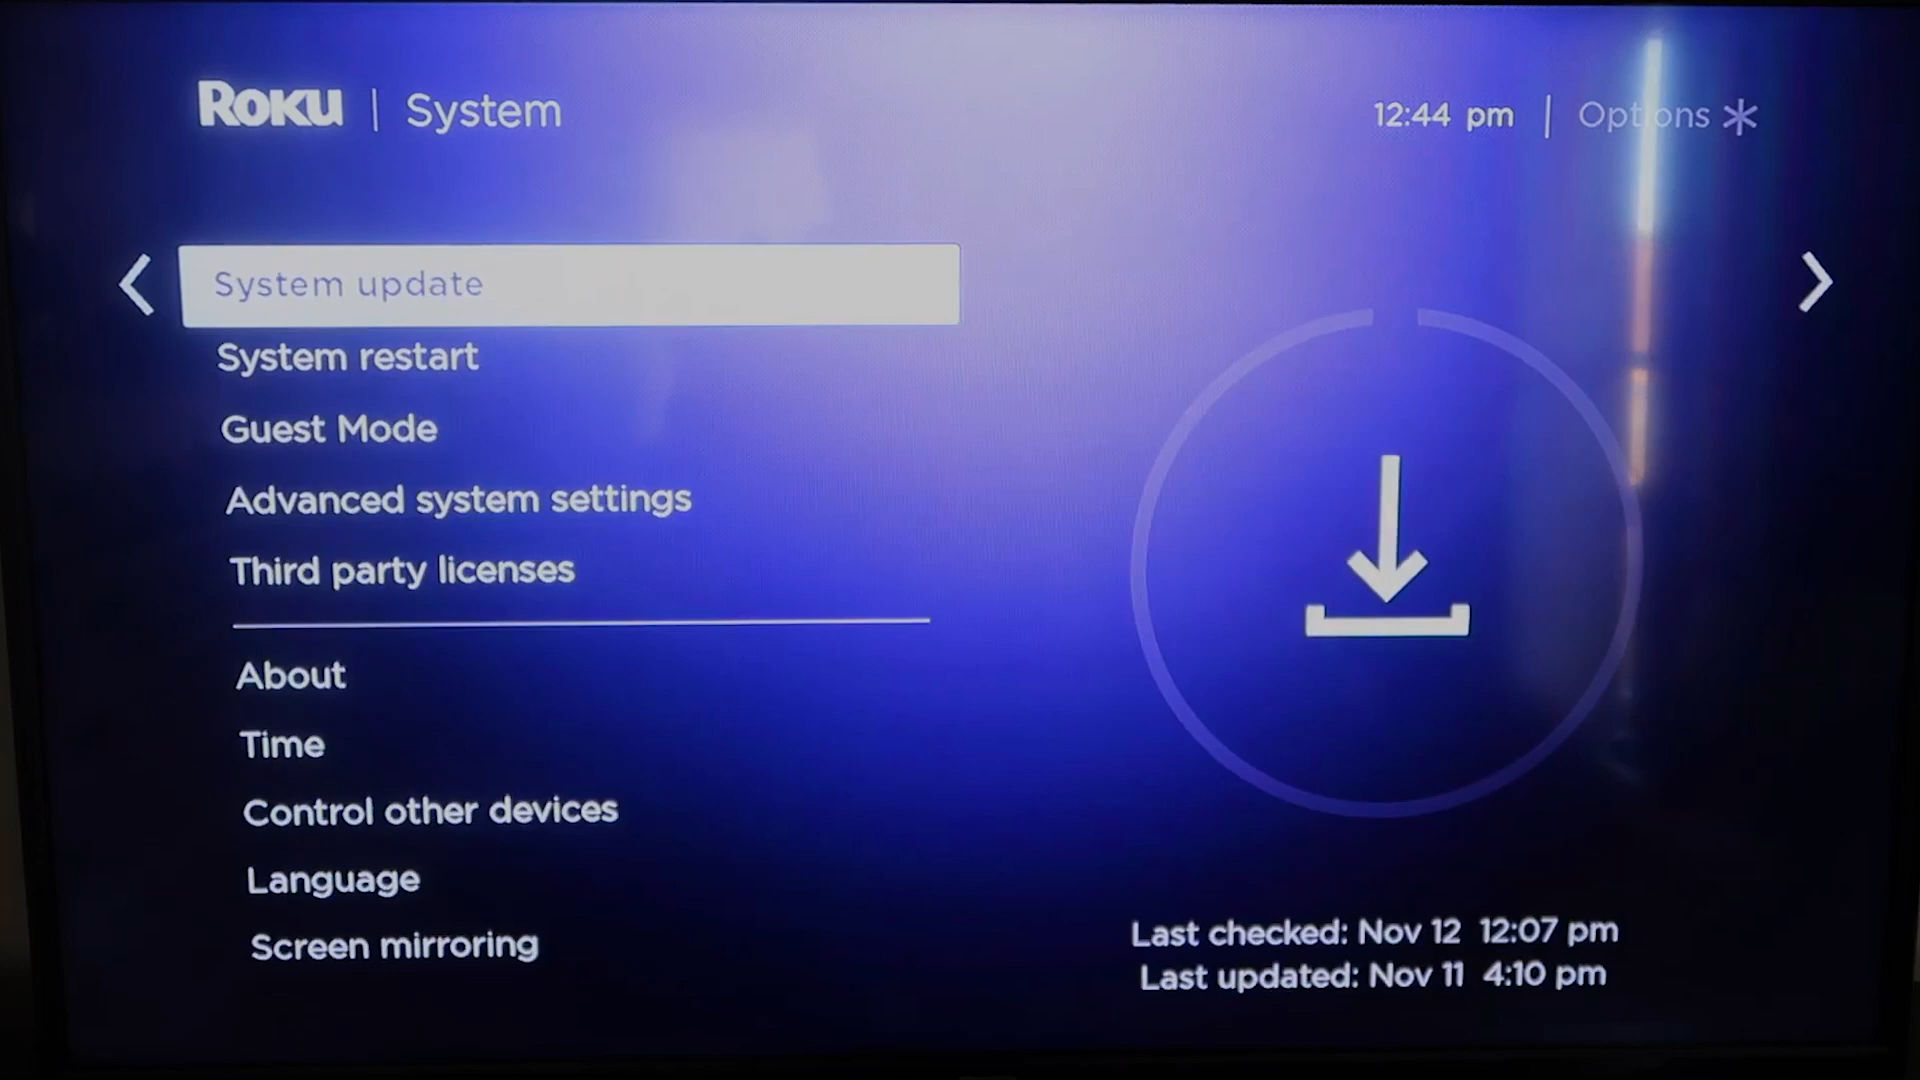 Roku | System
12:44 pm | Options *
System update
System restart
Guest Mode
Advanced system settings
Third party licenses
About
Time
Control other devices
Language
Screen mirroring
Last checked: Nov 12 12:07 pm
Last updated: Nov 11 4:10 pm